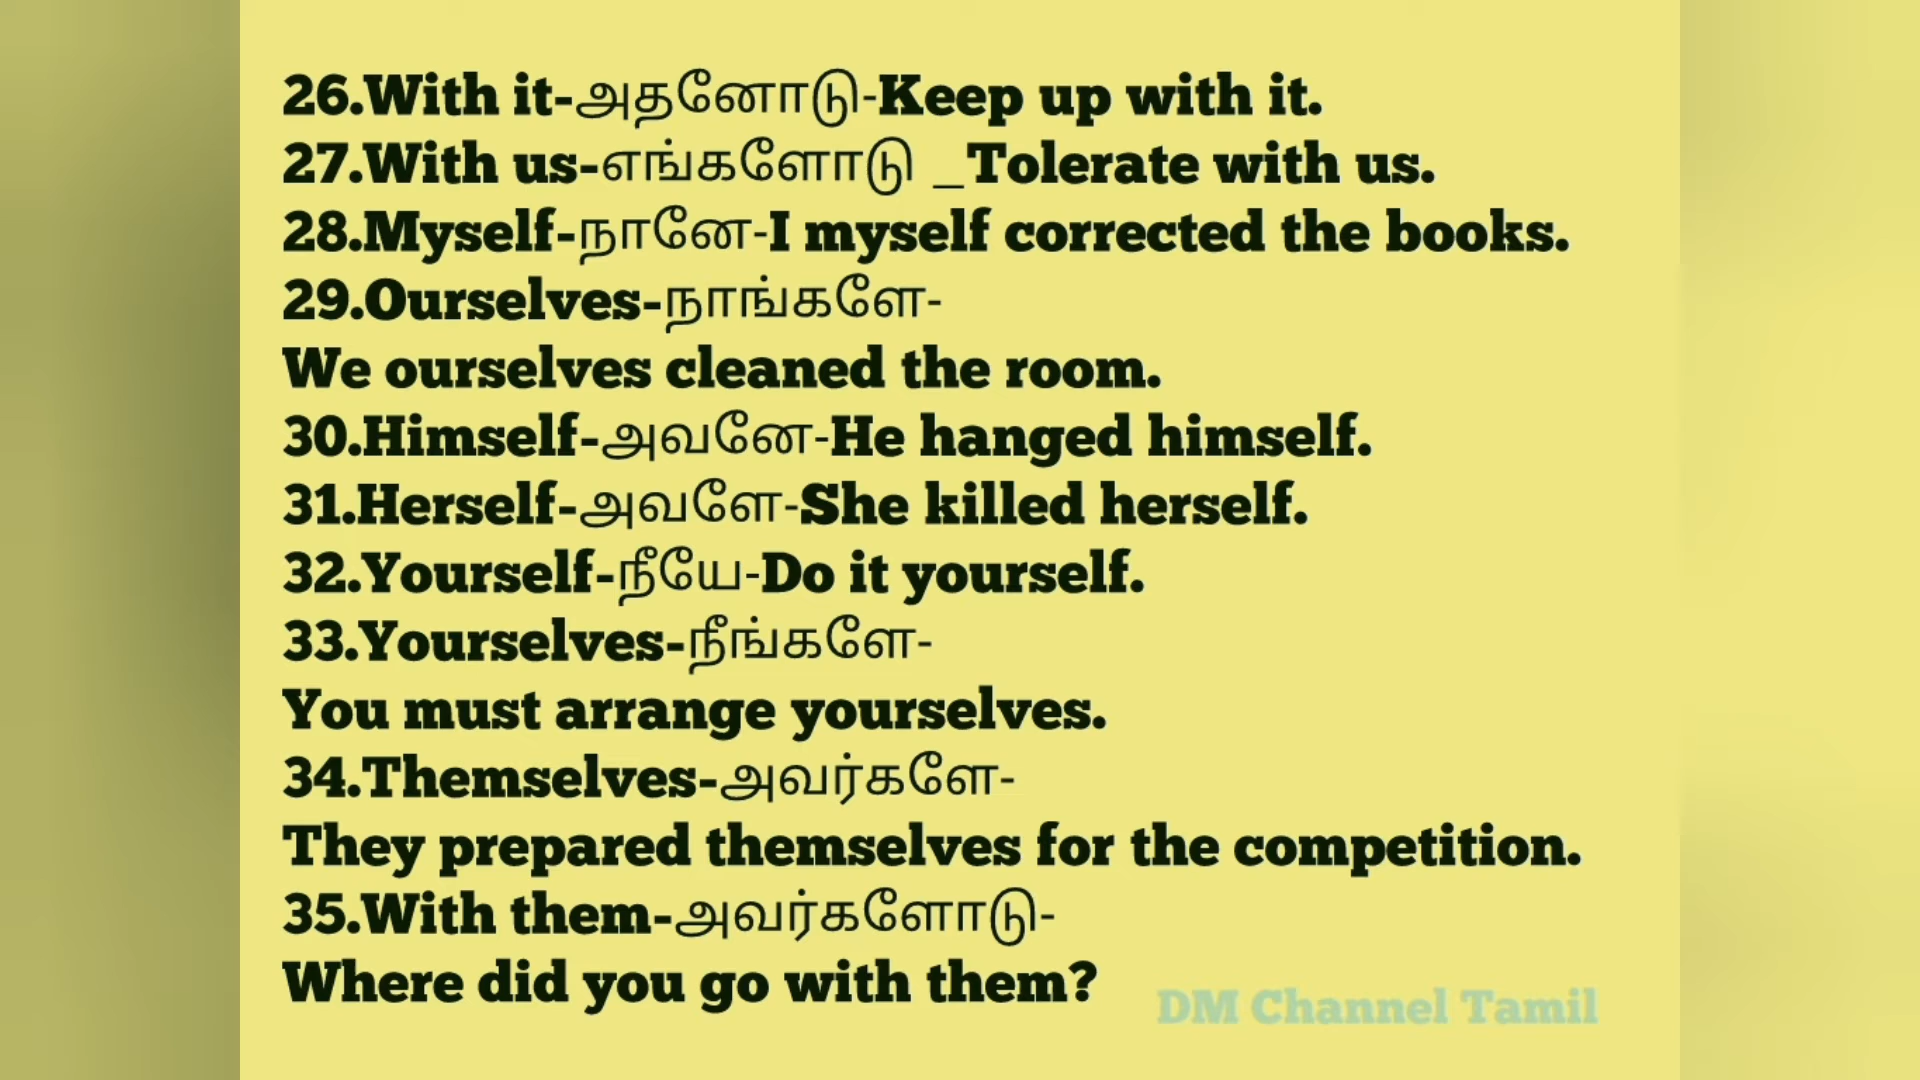 26.With it-அதனோடு-Keep up with it.
27.With us-எங்களோடு _Tolerate with us.
28.Myself-நானே-I myself corrected the books.
29.Ourselves-நாங்களே-
We ourselves cleaned the room.
30.Himself-அவனே-He hanged himself.
31.Herself-அவளே-She killed herself.
32.Yourself-நீயே-Do it yourself.
33.Yourselves-நீங்களே-
You must arrange yourselves.
34.Themselves-அவர்களே-
They prepared themselves for the competition.
35.With them-அவர்களோடு-
Where did you go with them?
DM Channel Tamil